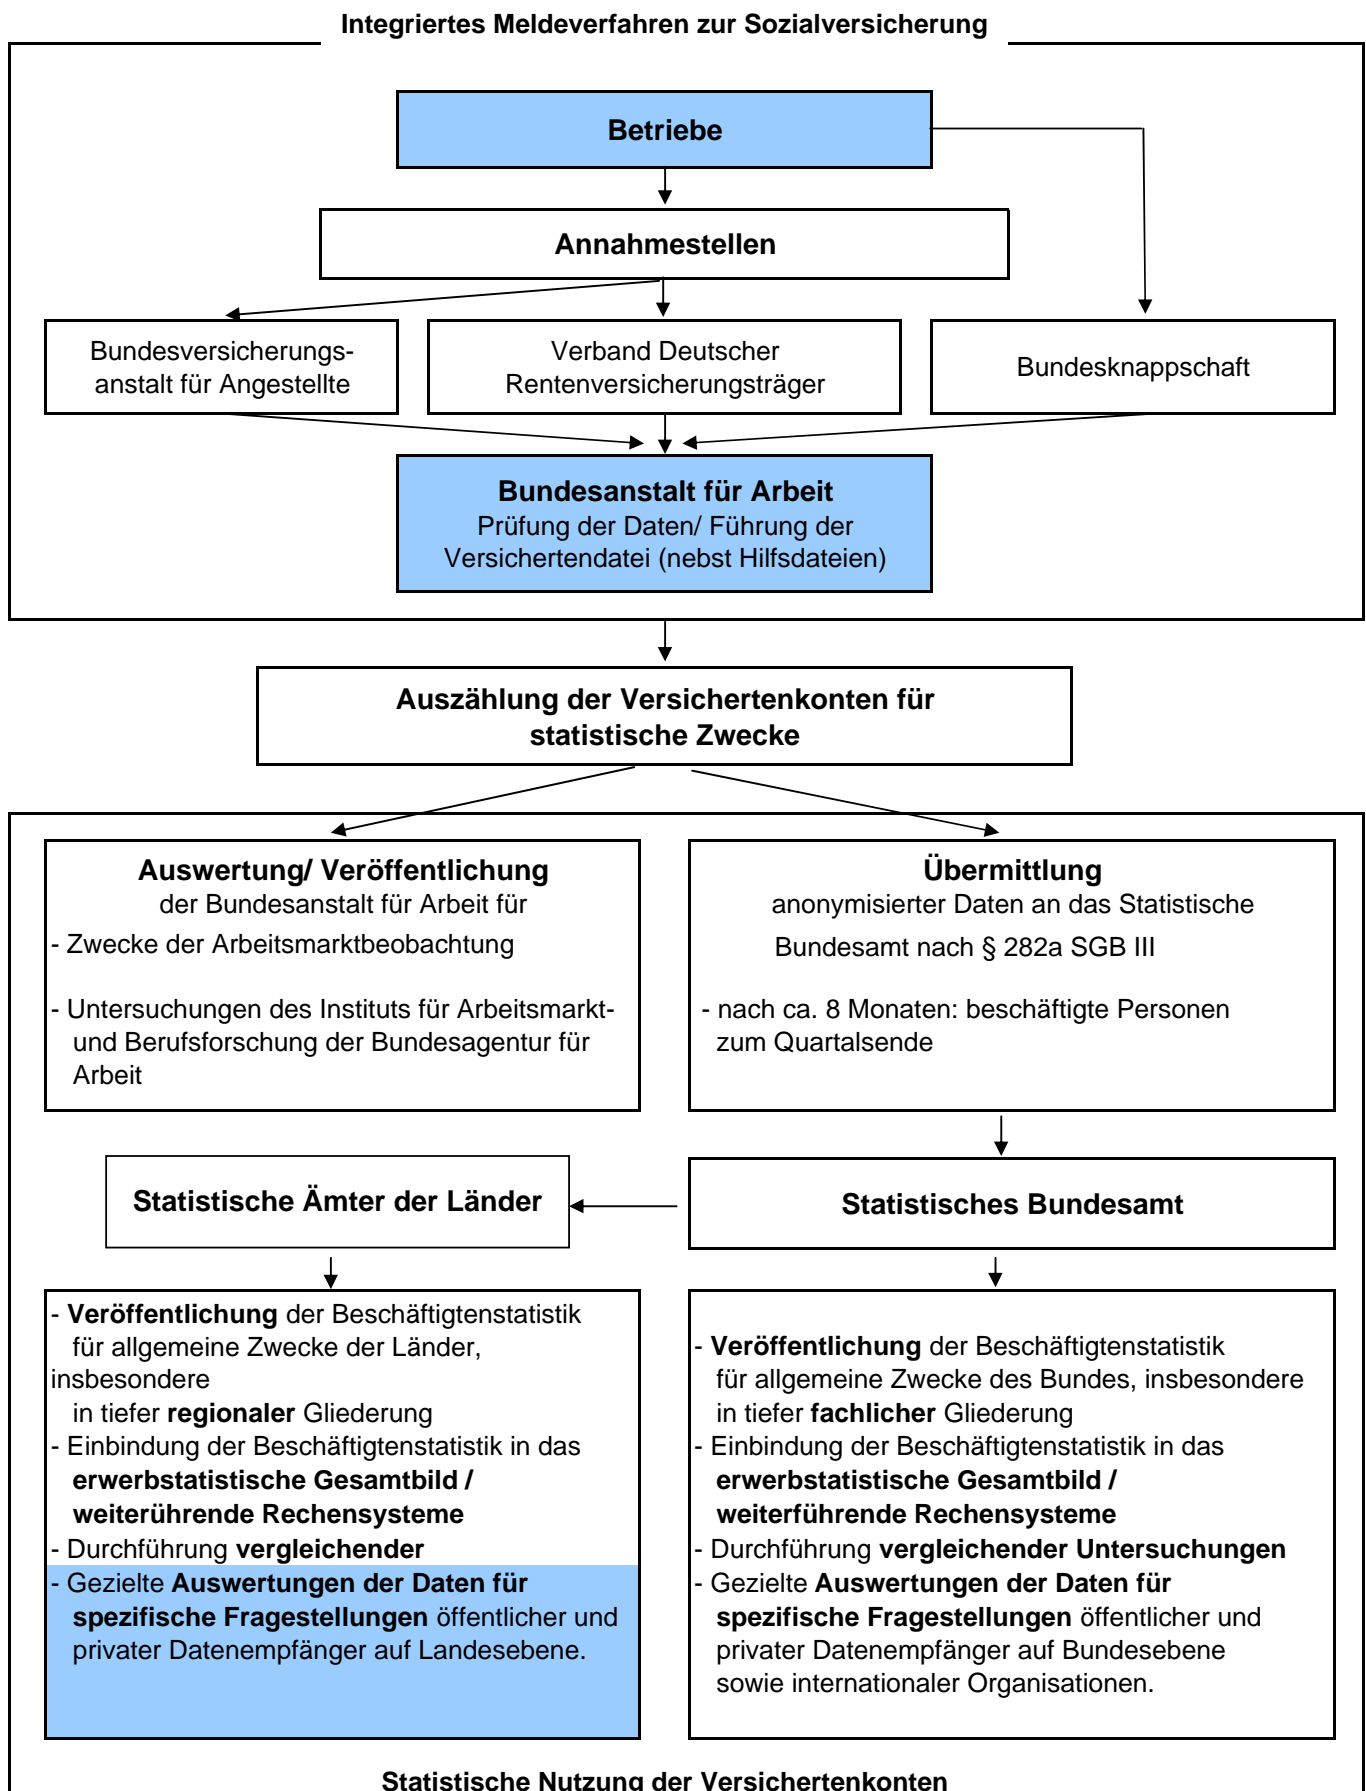 Integriertes Meldeverfahren zur Sozialversicherung
Betriebe
Annahmestellen
Bundesversicherungs-
anstalt für Angestellte
Verband Deutscher
Rentenversicherungsträger
Bundesknappschaft
Bundesanstalt für Arbeit
Prüfung der Daten/ Führung der
Versichertendatei (nebst Hilfsdateien)
Auszählung der Versichertenkonten für
statistische Zwecke
Auswertung/ Veröffentlichung
der Bundesanstalt für Arbeit für
- Zwecke der Arbeitsmarktbeobachtung
- Untersuchungen des Instituts für Arbeitsmarkt-
und Berufsforschung der Bundesagentur für
Arbeit
Übermittlung
anonymisierter Daten an das Statistische
Bundesamt nach § 282a SGB III
- nach ca. 8 Monaten: beschäftigte Personen
zum Quartalsende
Statistische Ämter der Länder
Statistisches Bundesamt
- Veröffentlichung der Beschäftigtenstatistik
für allgemeine Zwecke der Länder,
insbesondere
in tiefer regionaler Gliederung
- Einbindung der Beschäftigtenstatistik in das
erwerbstatistische Gesamtbild /
weiterührende Rechensysteme
- Durchführung vergleichender
- Gezielte Auswertungen der Daten für
spezifische Fragestellungen öffentlicher und
privater Datenempfänger auf Landesebene.
- Veröffentlichung der Beschäftigtenstatistik
für allgemeine Zwecke des Bundes, insbesondere
in tiefer fachlicher Gliederung
- Einbindung der Beschäftigtenstatistik in das
erwerbstatistische Gesamtbild /
weiterführende Rechensysteme
- Durchführung vergleichender Untersuchungen
- Gezielte Auswertungen der Daten für
spezifische Fragestellungen öffentlicher und
privater Datenempfänger auf Bundesebene
sowie internationaler Organisationen.
Statistische Nutzung der Versichertenkonten